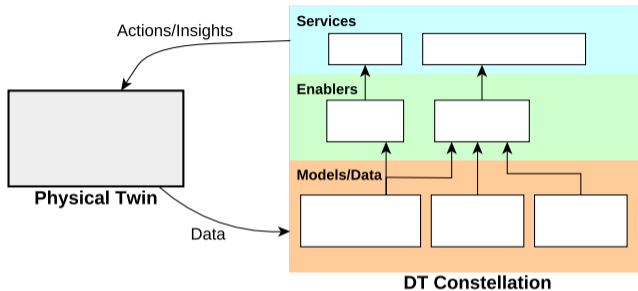 Services
Actions/Insights
Enablers
Models/Data
Physical Twin
Data
DT Constellation